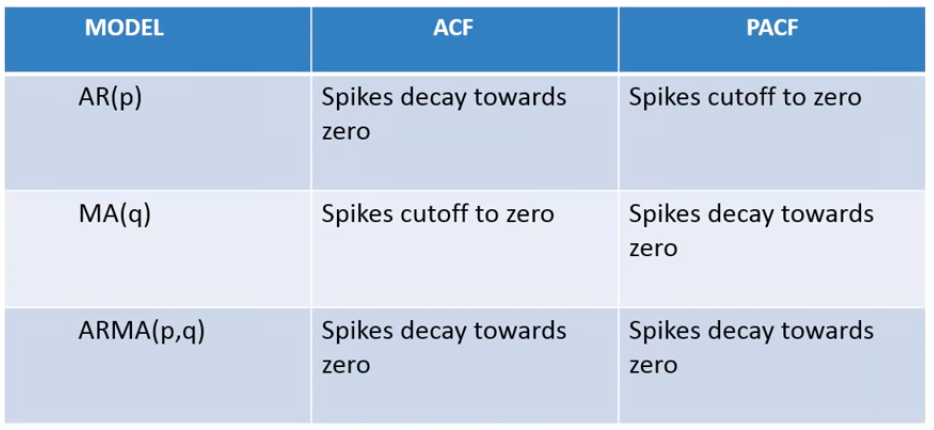 MODEL ACF PACF
AR(p) Spikes decay towards Spikes cutoff to zero
zero
MA(q) Spikes cutoff to zero Spikes decay towards
zero
ARMA(p,q) Spikes decay towards Spikes decay towards
zero zero